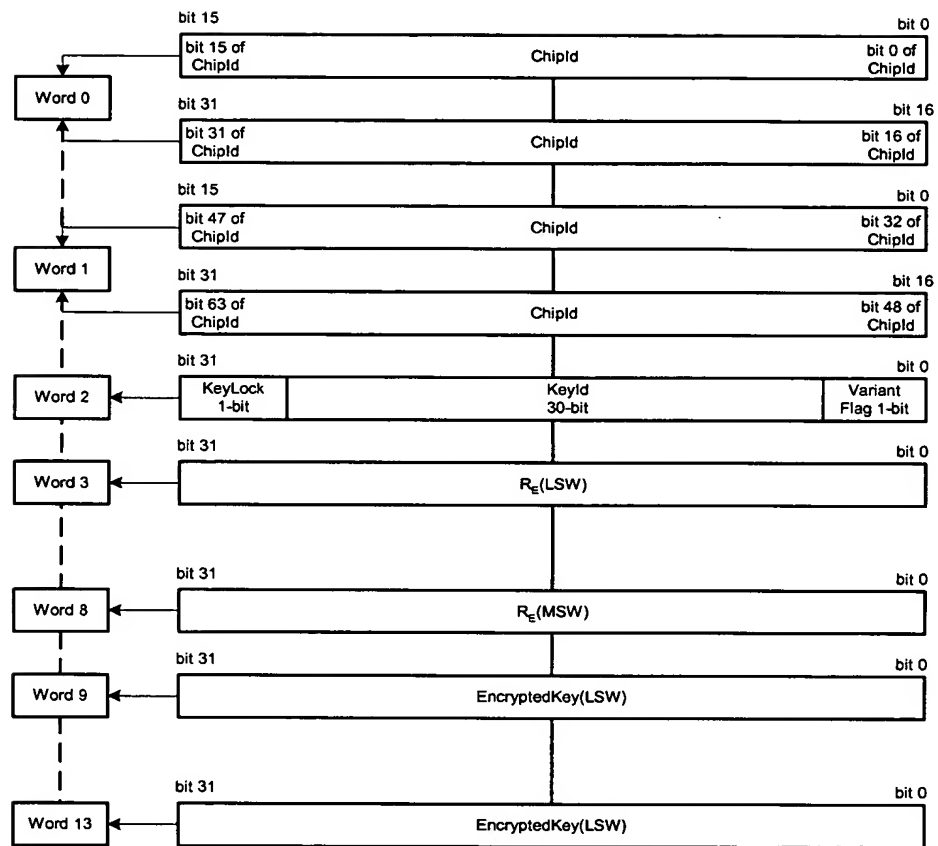 bit 15
bit 0
bit 15 of ChipId
ChipId
bit 0 of ChipId
Word 0
bit 31
bit 16
bit 31 of ChipId
ChipId
bit 16 of ChipId
bit 15
bit 0
bit 47 of ChipId
ChipId
bit 32 of ChipId
Word 1
bit 31
bit 16
bit 63 of ChipId
ChipId
bit 48 of ChipId
bit 31
bit 0
Word 2
KeyLock
1-bit
KeyId
30-bit
Variant
Flag 1-bit
bit 31
bit 0
Word 3
RE(LSW)
bit 31
bit 0
Word 8
RE(MSW)
bit 31
bit 0
Word 9
EncryptedKey(LSW)
bit 31
bit 0
Word 13
EncryptedKey(LSW)